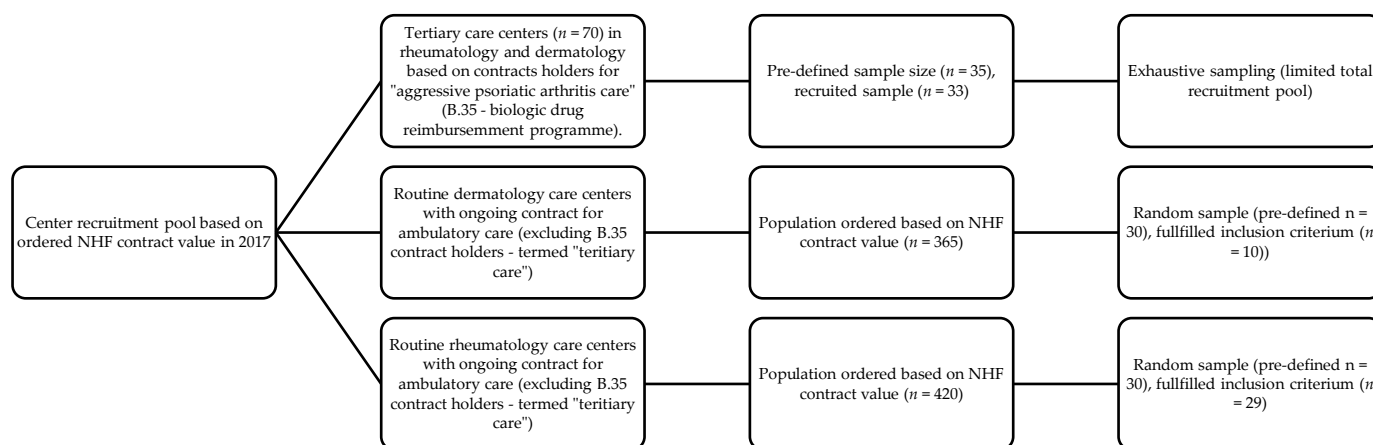 Center recruitment pool based on
ordered NHF contract value in 2017
Tertiary care centers (n = 70) in
rheumatology and dermatology
based on contracts holders for
"aggressive psoriatic arthritis care"
(B.35 - biologic drug
reimbursemment programme).
Pre-defined sample size (n = 35),
recruited sample (n = 33)
Exhaustive sampling (limited total
recruitment pool)
Routine dermatology care centers
with ongoing contract for
ambulatory care (excluding B.35
contract holders - termed "teritiary
care")
Population ordered based on NHF
contract value (n = 365)
Random sample (pre-defined n =
30), fullfilled inclusion criterium (n
= 10))
Routine rheumatology care centers
with ongoing contract for
ambulatory care (excluding B.35
contract holders - termed "teritiary
care")
Population ordered based on NHF
contract value (n = 420)
Random sample (pre-defined n =
30), fullfilled inclusion criterium (n
= 29)